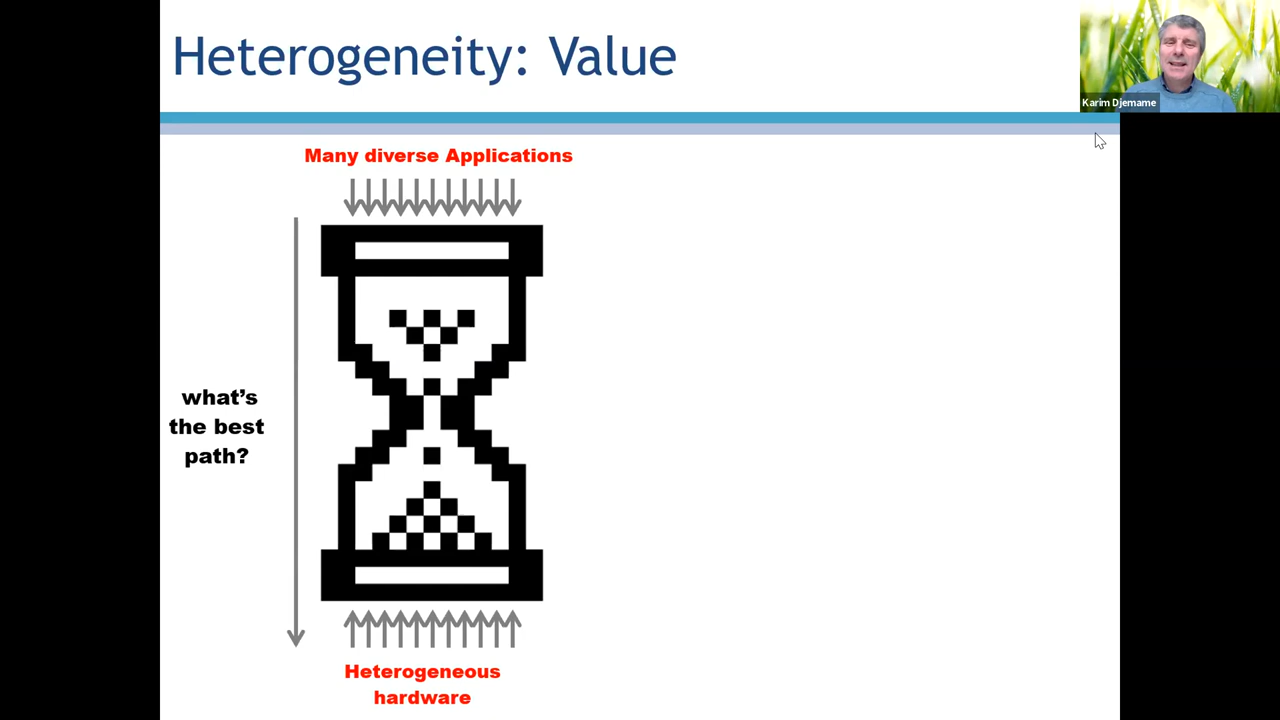 Heterogeneity: Value
Karim Djemame
Many diverse Applications
what's
the best
path?
Heterogeneous
hardware